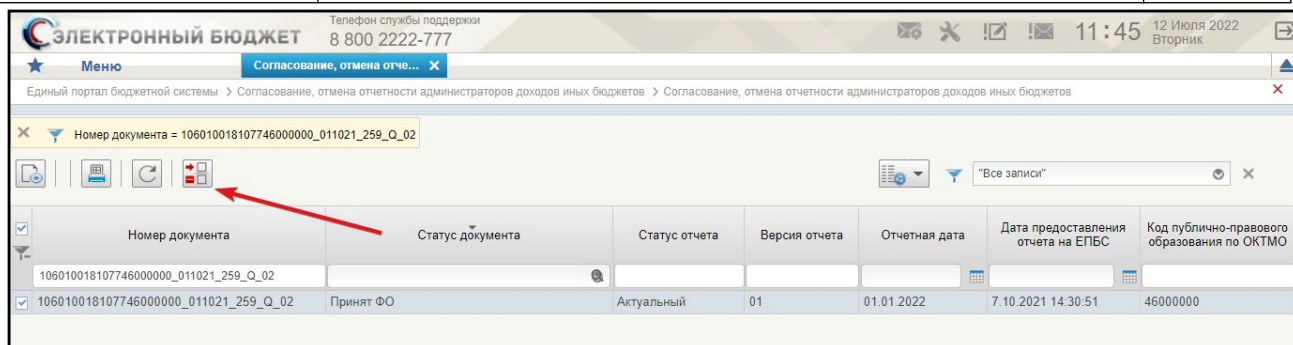 ЭЛЕКТРОННЫЙ БЮДЖЕТ
Телефон службы поддержки
8 800 2222-777
11:45
12 Июля 2022
Вторник
Меню
Согласование, отмена отче... X
Единый портал бюджетной системы > Согласование, отмена отчетности администраторов доходов иных бюджетов > Согласование, отмена отчетности администраторов доходов иных бюджетов
Номер документа = 106010018107746000000_011021_259_Q_02
"Все записи"
Номер документа
Статус документа
Статус отчета
Версия отчета
Отчетная дата
Дата предоставления
отчета на ЕПБС
Код публично-правового
образования по ОКТМО
106010018107746000000_011021_259_Q_02
106010018107746000000_011021_259_Q_02 Принят ФО Актуальный 01 01.01.2022 7.10.2021 14:30:51 46000000